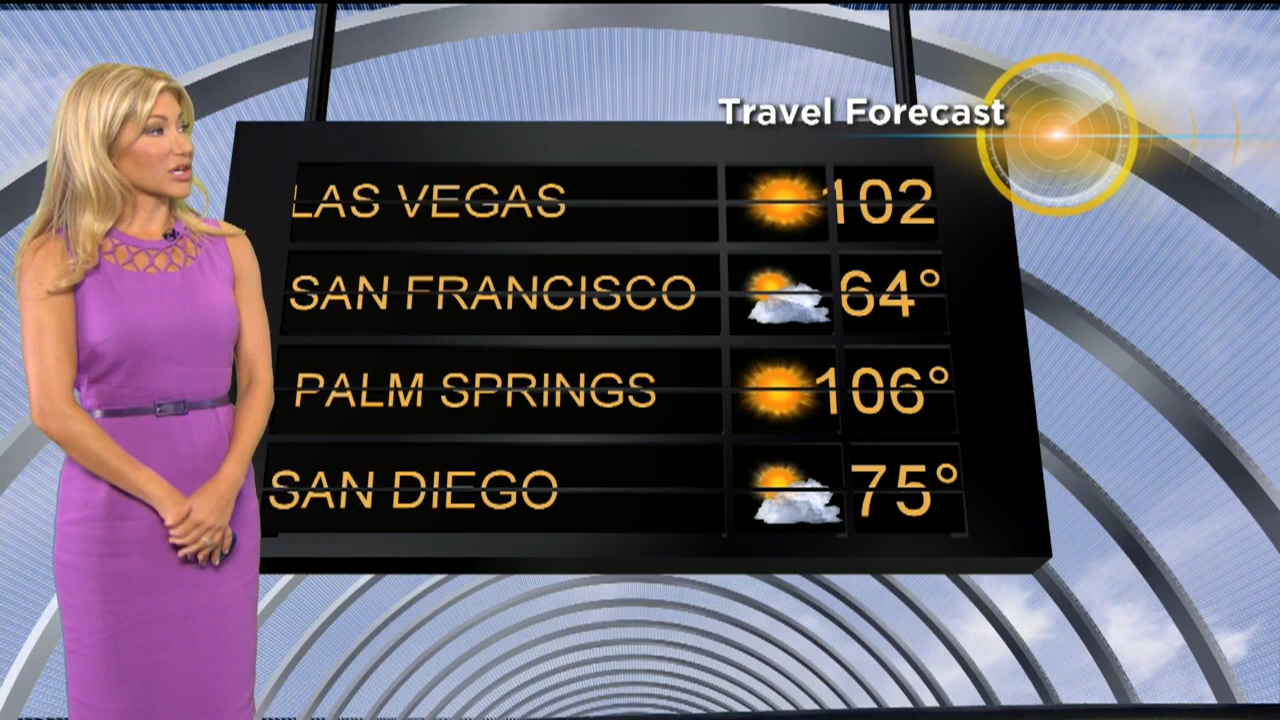 Travel Forecast
LAS VEGAS 102
SAN FRANCISCO 64°
PALM SPRINGS 106°
SAN DIEGO 75°